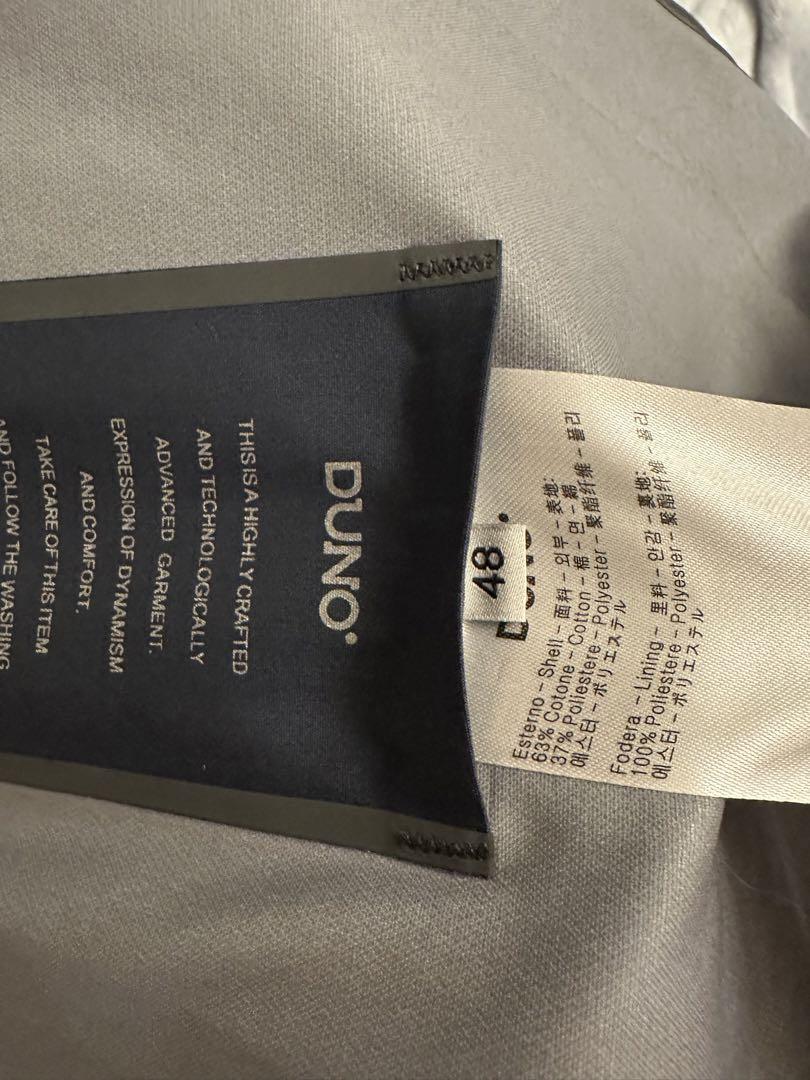 DUNO
THIS IS A HIGHLY CRAFTED
AND TECHNOLOGICALLY
ADVANCED GARMENT.
EXPRESSION OF DYNAMISM
AND COMFORT.
TAKE CARE OF THIS ITEM
AND FOLLOW THE WASHING
48
Esterno - Shell - 面料 - 외부 - 表地:
63% Cotone - Cotton - 棉 - 면 - 綿
37% Poliestere - Polyester - 聚酯纤维 - 폴리
에스터 - ポリエステル
Fodera - Lining - 里料 - 안감 - 裏地:
100% Poliestere - Polyester - 聚酯纤维 - 폴리
에스터 - ポリエステル